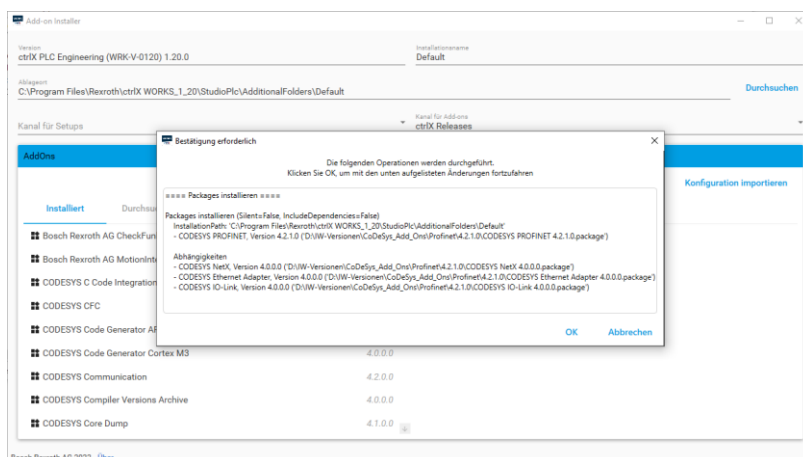 Add-on Installer
Version
ctrlX PLC Engineering (WRK-V-0120) 1.20.0
Installationsname
Default
Ablageort
C:\Program Files\Rexroth\ctrlX WORKS_1_20\StudioPlc\AdditionalFolders\Default
Durchsuchen
Kanal für Setups
Kanal für Add-ons
ctrlX Releases
Bestätigung erforderlich
Die folgenden Operationen werden durchgeführt.
Klicken Sie OK, um mit den unten aufgelisteten Änderungen fortzufahren
==== Packages installieren ====
Packages installieren (Silent=False, IncludeDependencies=False)
InstallationPath: 'C:\Program Files\Rexroth\ctrlX WORKS_1_20\StudioPlc\AdditionalFolders\Default'
- CODESYS PROFINET, Version 4.2.1.0 ('D:\IW-Versionen\CoDeSys_Add_Ons\Profinet\4.2.1.0\CODESYS PROFINET 4.2.1.0.package')
Abhängigkeiten
- CODESYS NetX, Version 4.0.0.0 ('D:\IW-Versionen\CoDeSys_Add_Ons\Profinet\4.2.1.0\CODESYS NetX 4.0.0.0.package')
- CODESYS Ethernet Adapter, Version 4.0.0.0 ('D:\IW-Versionen\CoDeSys_Add_Ons\Profinet\4.2.1.0\CODESYS Ethernet Adapter 4.0.0.0.package')
- CODESYS IO-Link, Version 4.0.0.0 ('D:\IW-Versionen\CoDeSys_Add_Ons\Profinet\4.2.1.0\CODESYS IO-Link 4.0.0.0.package')
OK Abbrechen
AddOns
Konfiguration importieren
Installiert Durchsu
Bosch Rexroth AG CheckFun
Bosch Rexroth AG MotionInt
CODESYS C Code Integration
CODESYS CFC
CODESYS Code Generator
CODESYS Code Generator Cortex M3 4.0.0.0
CODESYS Communication 4.2.0.0
CODESYS Compiler Versions Archive 4.0.0.0
CODESYS Core Dump 4.1.0.0